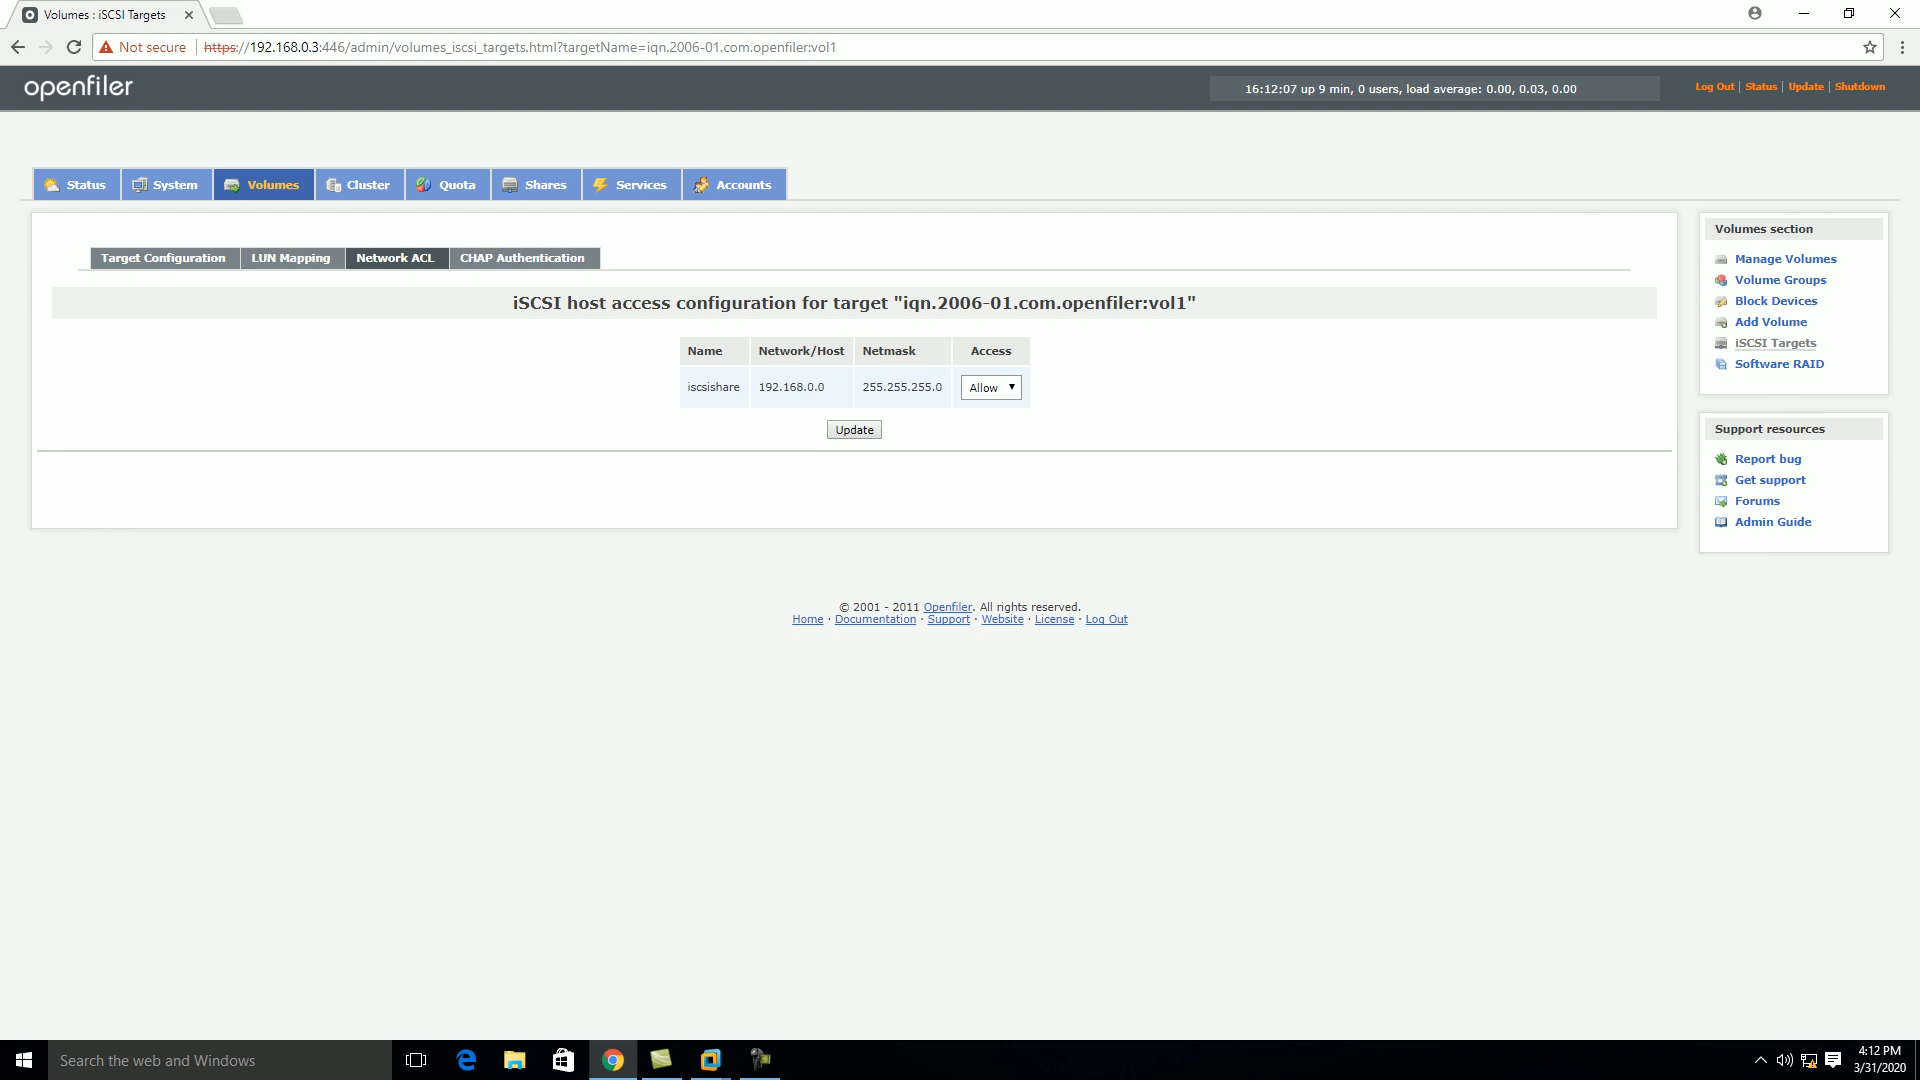 Volumes : iSCSI Targets
Not secure https://192.168.0.3:446/admin/volumes_iscsi_targets.html?targetName=iqn.2006-01.com.openfiler:vol1
openfiler
16:12:07 up 9 min, 0 users, load average: 0.00, 0.03, 0.00
Log Out | Status | Update | Shutdown
Status System Volumes Cluster Quota Shares Services Accounts
Target Configuration LUN Mapping Network ACL CHAP Authentication
iSCSI host access configuration for target "iqn.2006-01.com.openfiler:vol1"
Name Network/Host Netmask Access
iscsishare 192.168.0.0 255.255.255.0 Allow
Update
Volumes section
Manage Volumes
Volume Groups
Block Devices
Add Volume
iSCSI Targets
Software RAID
Support resources
Report bug
Get support
Forums
Admin Guide
© 2001 - 2011 Openfiler. All rights reserved.
Home · Documentation · Support · Website · License · Log Out
Search the web and Windows
4:12 PM
3/31/2020